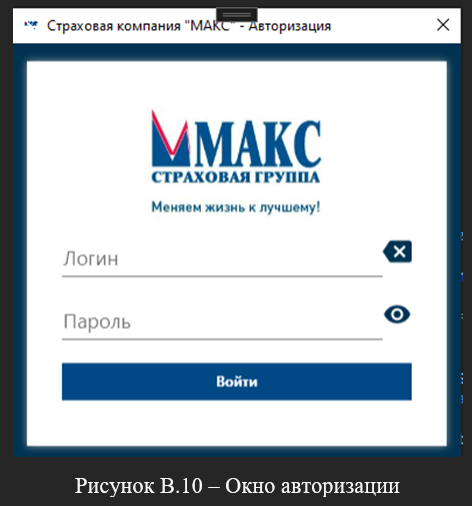 Страховая компания "МАКС" - Авторизация
МАКС
СТРАХОВАЯ ГРУППА
Меняем жизнь к лучшему!
Логин
Пароль
Войти
Рисунок В.10 – Окно авторизации